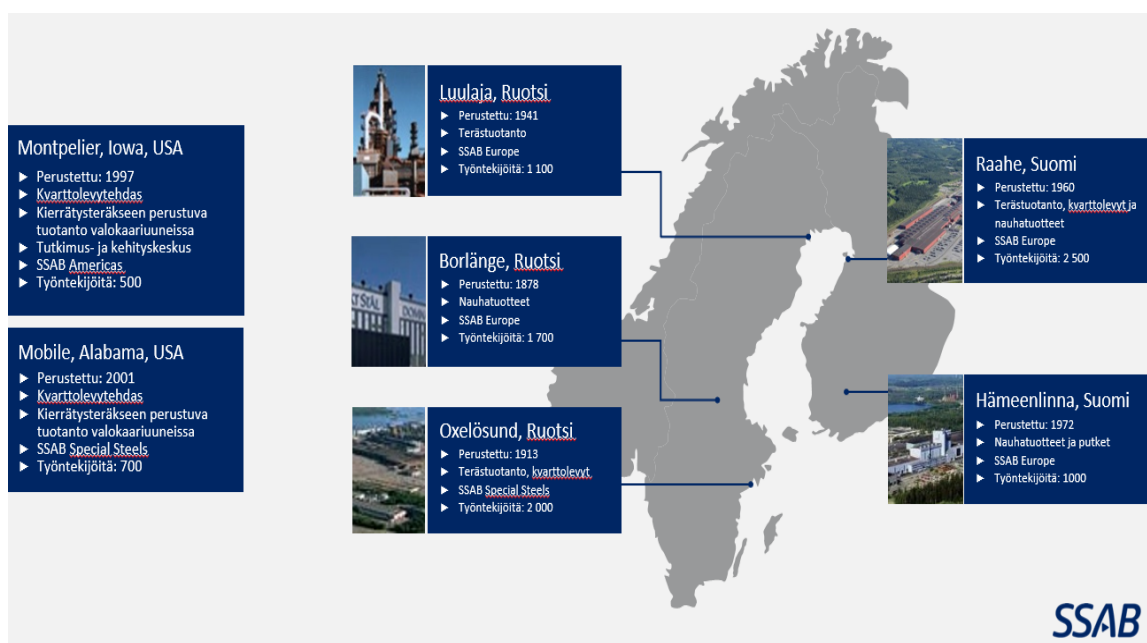 Montpelier, Iowa, USA
Perustettu: 1997
Kvarttolevytehdas
Kierrätysteräkseen perustuva
tuotanto valokaariuuneissa
Tutkimus- ja kehityskeskus
SSAB Americas
Työntekijöitä: 500
Mobile, Alabama, USA
Perustettu: 2001
Kvarttolevytehdas
Kierrätysteräkseen perustuva
tuotanto valokaariuuneissa
SSAB Special Steels
Työntekijöitä: 700
Luulaja, Ruotsi
Perustettu: 1941
Terästuotanto
SSAB Europe
Työntekijöitä: 1 100
Borlänge, Ruotsi
Perustettu: 1878
Nauhatuotteet
SSAB Europe
Työntekijöitä: 1 700
KT STÅL DOMN
Oxelösund, Ruotsi
Perustettu: 1913
Terästuotanto, kvarttolevyt
SSAB Special Steels
Työntekijöitä: 2 000
Raahe, Suomi
Perustettu: 1960
Terästuotanto, kvarttolevyt ja
nauhatuotteet
SSAB Europe
Työntekijöitä: 2 500
Hämeenlinna, Suomi
Perustettu: 1972
Nauhatuotteet ja putket
SSAB Europe
Työntekijöitä: 1000
SSAB